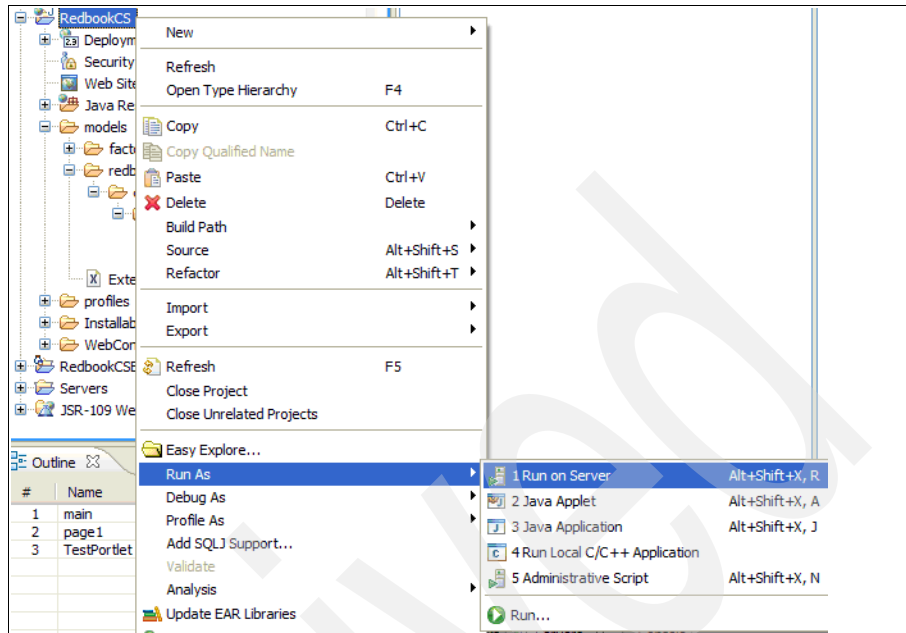 RedbookCS
Deploym
Security
Web Site
Java Re
models
fact
redb
Exte
profiles
Installab
WebCon
RedbookCSE
Servers
JSR-109 We
New
Refresh
Open Type Hierarchy F4
Copy Ctrl+C
Copy Qualified Name
Paste Ctrl+V
Delete Delete
Build Path
Source Alt+Shift+S
Refactor Alt+Shift+T
Import
Export
Refresh F5
Close Project
Close Unrelated Projects
Easy Explore...
Run As
Debug As
Profile As
Add SQLJ Support...
Validate
Analysis
Update EAR Libraries
1 Run on Server Alt+Shift+X, R
2 Java Applet Alt+Shift+X, A
3 Java Application Alt+Shift+X, J
4 Run Local C/C++ Application
5 Administrative Script Alt+Shift+X, N
Run...
Outline
# Name
1 main
2 page1
3 TestPortlet